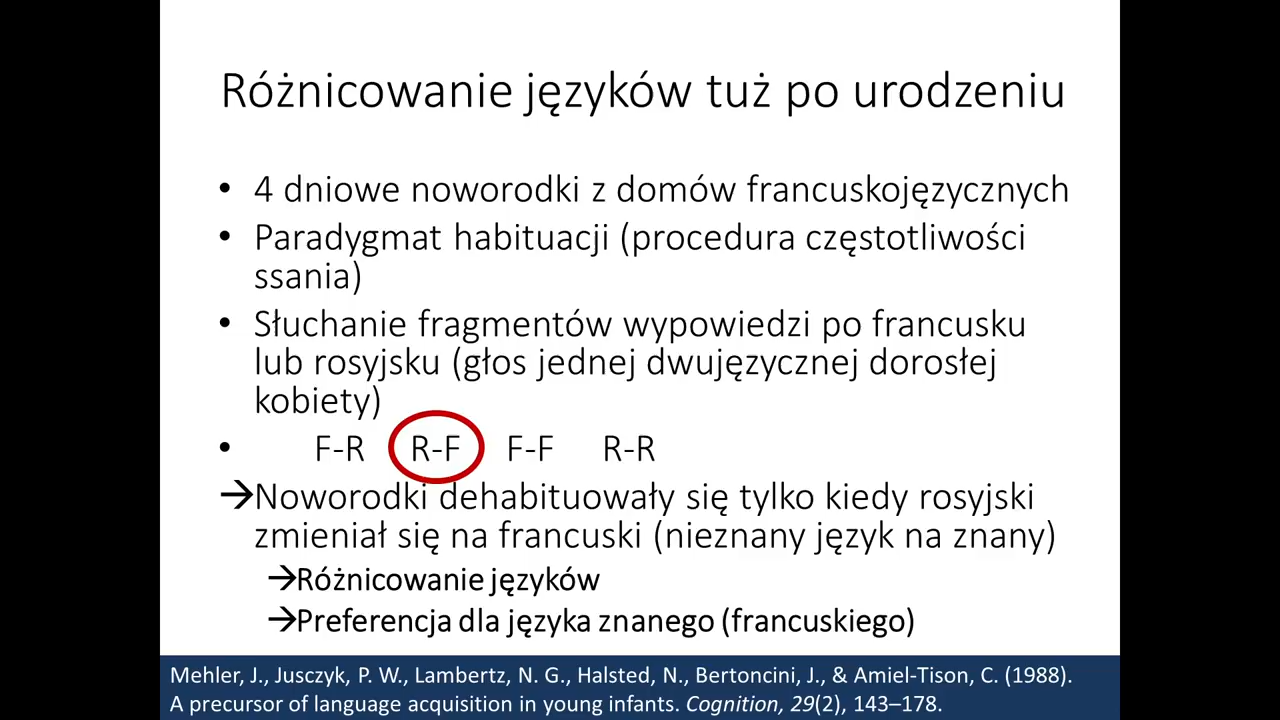 Różnicowanie języków tuż po urodzeniu
• 4 dniowe noworodki z domów francuskojęzycznych
• Paradygmat habituacji (procedura częstotliwości
ssania)
• Słuchanie fragmentów wypowiedzi po francusku
lub rosyjsku (głos jednej dwujęzycznej dorosłej
kobiety)
• F-R R-F F-F R-R
→Noworodki dehabituowały się tylko kiedy rosyjski
zmieniał się na francuski (nieznany język na znany)
→Różnicowanie języków
→Preferencja dla języka znanego (francuskiego)
Mehler, J., Jusczyk, P. W., Lambertz, N. G., Halsted, N., Bertoncini, J., & Amiel-Tison, C. (1988).
A precursor of language acquisition in young infants. Cognition, 29(2), 143–178.